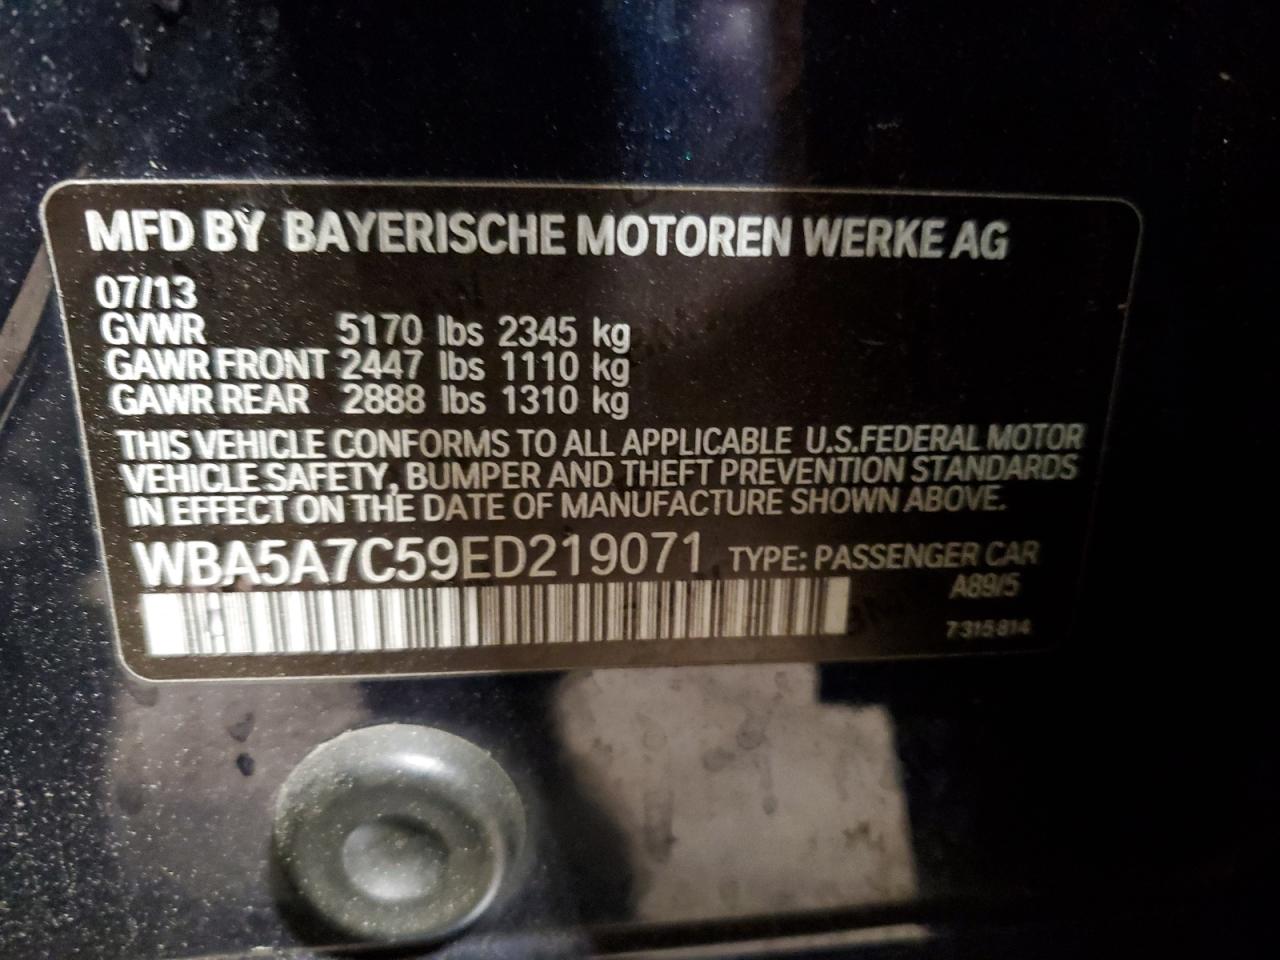 MFD BY BAYERISCHE MOTOREN WERKE AG
07/13
GVWR 5170 lbs 2345 kg
GAWR FRONT 2447 lbs 1110 kg
GAWR REAR 2888 lbs 1310 kg
THIS VEHICLE CONFORMS TO ALL APPLICABLE U.S.FEDERAL MOTOR
VEHICLE SAFETY, BUMPER AND THEFT PREVENTION STANDARDS
IN EFFECT ON THE DATE OF MANUFACTURE SHOWN ABOVE.
WBA5A7C59ED219071 TYPE: PASSENGER CAR
A89/5
7 315 814